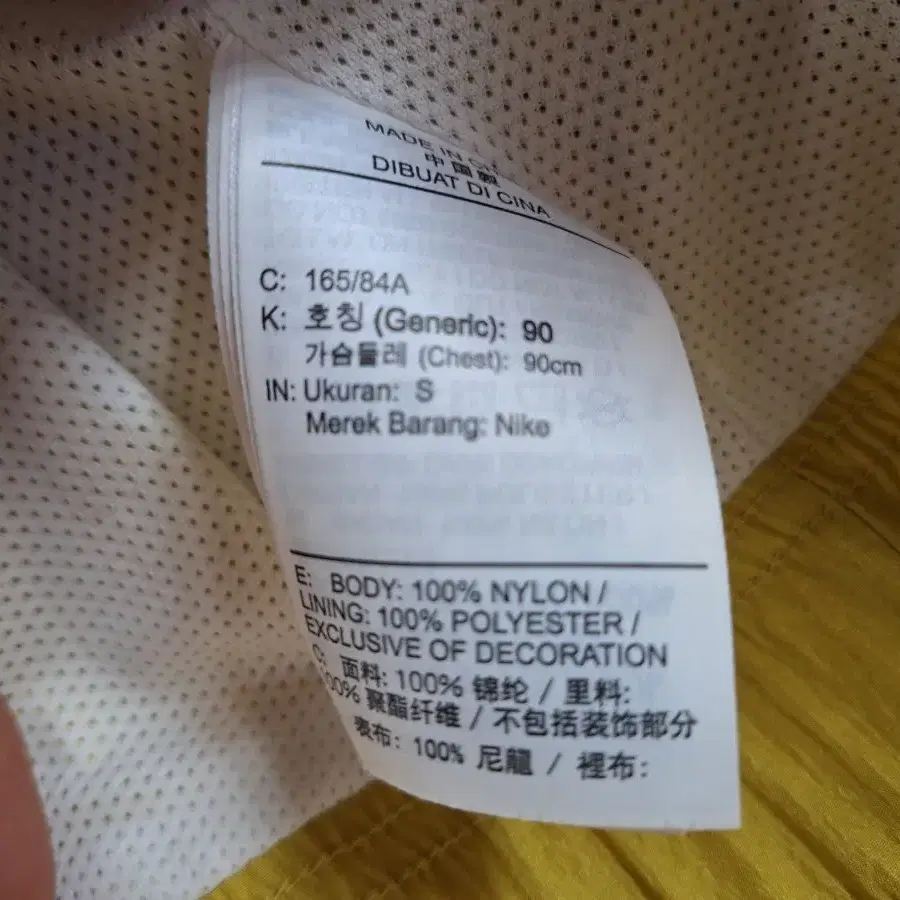 MADE IN
中国製
DIBUAT DI CINA
C: 165/84A
K: 호칭 (Generic): 90
가슴둘레 (Chest): 90cm
IN: Ukuran: S
Merek Barang: Nike
E: BODY: 100% NYLON /
LINING: 100% POLYESTER /
EXCLUSIVE OF DECORATION
C: 面料: 100% 锦纶 / 里料:
00% 聚酯纤维 / 不包括装饰部分
表布: 100% 尼龍 / 裡布: